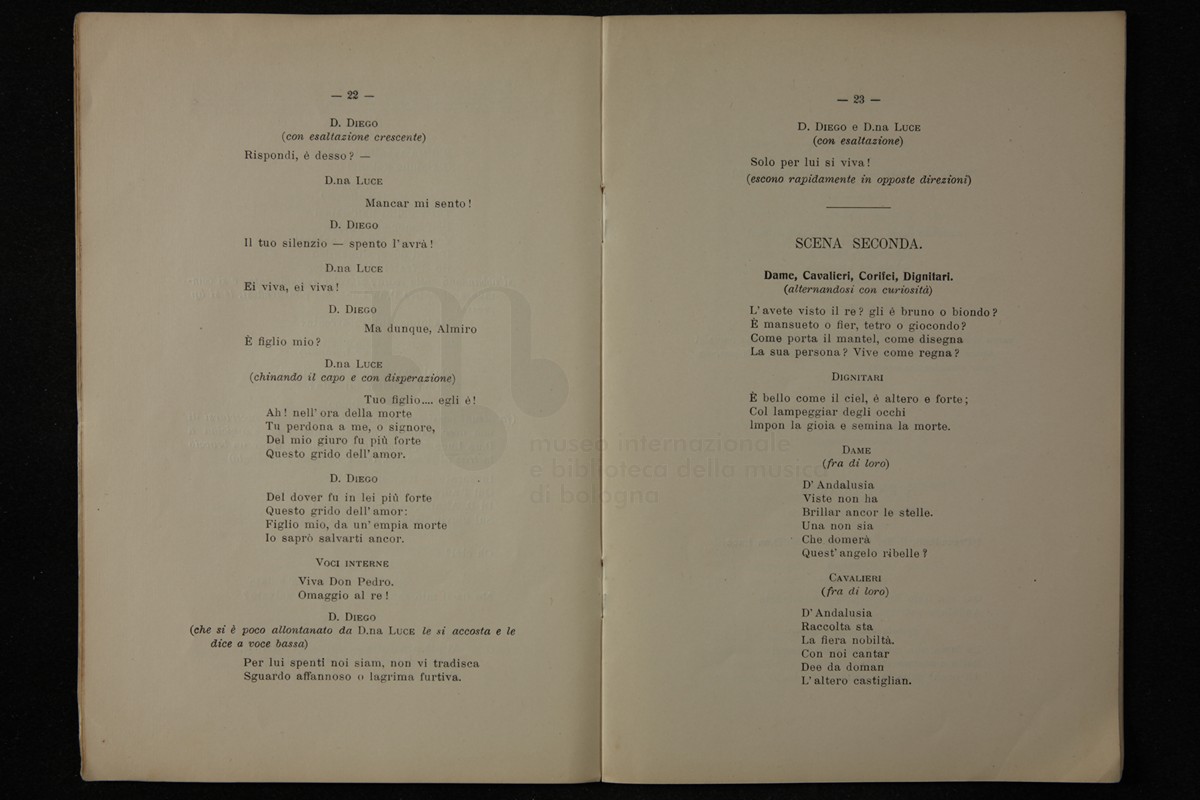 — 22 —
D. Diego
(con esaltazione crescente)
Rispondi, é desso? —
D.na Luce
Mancar mi sento!
D. Diego
Il tuo silenzio — spento l'avrà!
D.na Luce
Ei viva, ei viva!
D. Diego
Ma dunque, Almiro
È figlio mio?
D.na Luce
(chinando il capo e con disperazione)
Tuo figlio.... egli é!
Ah! nell'ora della morte
Tu perdona a me, o signore,
Del mio giuro fu più forte
Questo grido dell'amor.
D. Diego
Del dover fu in lei più forte
Questo grido dell'amor:
Figlio mio, da un'empia morte
Io saprò salvarti ancor.
Voci interne
Viva Don Pedro.
Omaggio al re!
D. Diego
(che si è poco allontanato da D.na Luce le si accosta e le
dice a voce bassa)
Per lui spenti noi siam, non vi tradisca
Sguardo affannoso o lagrima furtiva.
— 23 —
D. Diego e D.na Luce
(con esaltazione)
Solo per lui si viva!
(escono rapidamente in opposte direzioni)
SCENA SECONDA.
Dame, Cavalieri, Corifei, Dignitari.
(alternandosi con curiosità)
L'avete visto il re? gli é bruno o biondo?
È mansueto o fier, tetro o giocondo?
Come porta il mantel, come disegna
La sua persona? Vive come regna?
Dignitari
È bello come il ciel, é altero e forte;
Col lampeggiar degli occhi
Impon la gioia e semina la morte.
Dame
(fra di loro)
D'Andalusia
Viste non ha
Brillar ancor le stelle.
Una non sia
Che domerà
Quest'angelo ribelle?
Cavalieri
(fra di loro)
D'Andalusia
Raccolta sta
La fiera nobiltà.
Con noi cantar
Dee da doman
L'altero castiglian.
museo internazionale
e biblioteca della musica
di bologna